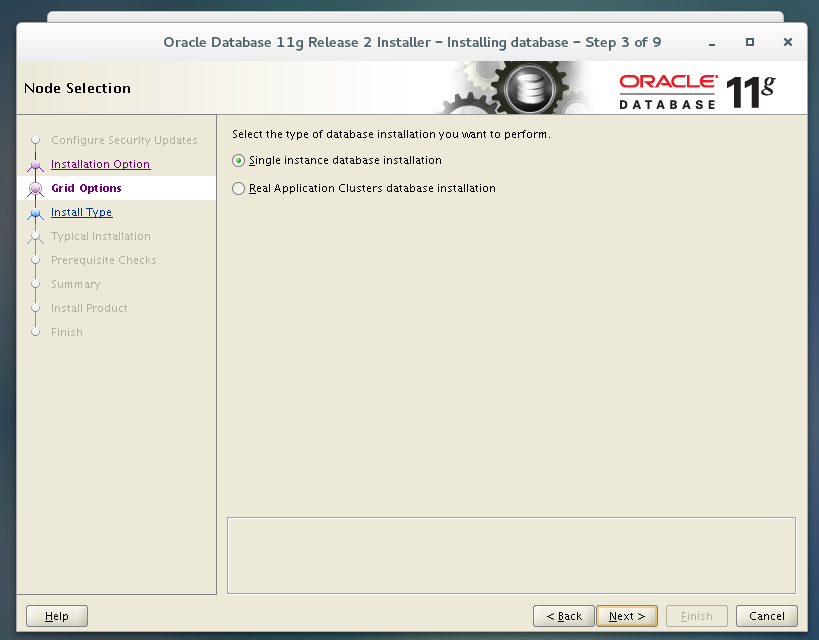 Oracle Database 11g Release 2 Installer – Installing database – Step 3 of 9
Node Selection
ORACLE
DATABASE
11g
Configure Security Updates
Installation Option
Grid Options
Install Type
Typical Installation
Prerequisite Checks
Summary
Install Product
Finish
Select the type of database installation you want to perform.
Single instance database installation
Real Application Clusters database installation
Help
< Back
Next >
Finish
Cancel